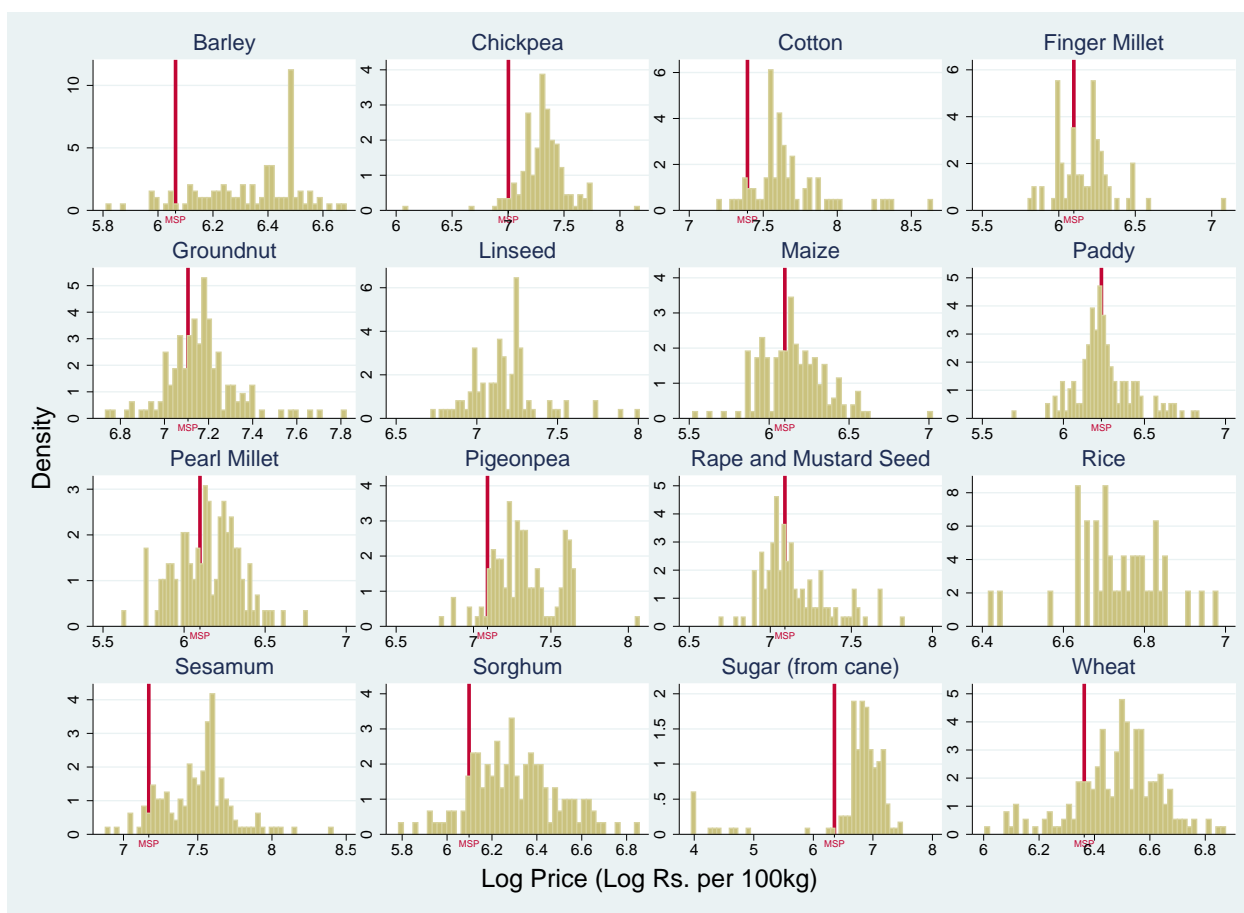 Barley Chickpea Cotton Finger Millet
10 5 0
5.8 6 6.2 6.4 6.6
MSP
4 3 2 1 0
6 7 7.5 8
MSP
6 4 2 0
7 7.5 8 8.5
MSP
6 4 2 0
5.5 6 6.5 7
MSP
Groundnut Linseed Maize Paddy
5 4 3 2 1 0
6.8 7 7.2 7.4 7.6 7.8
MSP
6 4 2 0
6.5 7 7.5 8
4 3 2 1 0
5.5 6 6.5 7
MSP
5 4 3 2 1 0
5.5 6 6.5 7
MSP
Pearl Millet Pigeonpea Rape and Mustard Seed Rice
3 2 1 0
5.5 6 6.5 7
MSP
4 3 2 1 0
6.5 7 7.5 8
MSP
5 4 3 2 1 0
6.5 7 7.5 8
MSP
8 6 4 2 0
6.4 6.6 6.8 7
Sesamum Sorghum Sugar (from cane) Wheat
4 3 2 1 0
7 7.5 8 8.5
MSP
4 3 2 1 0
5.8 6 6.2 6.4 6.6 6.8
MSP
2 1.5 1 .5 0
4 5 6 7 8
MSP
5 4 3 2 1 0
6 6.2 6.4 6.6 6.8
MSP
Density
Log Price (Log Rs. per 100kg)